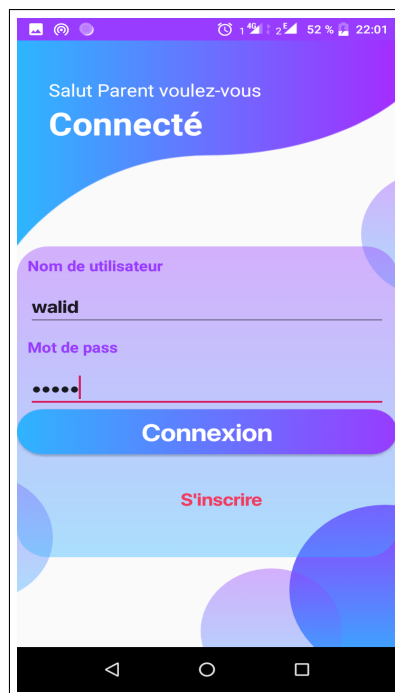 1 4G 2 E 52 % 22:01
Salut Parent voulez-vous
Connecté
Nom de utilisateur
walid
Mot de pass
•••••
Connexion
S'inscrire